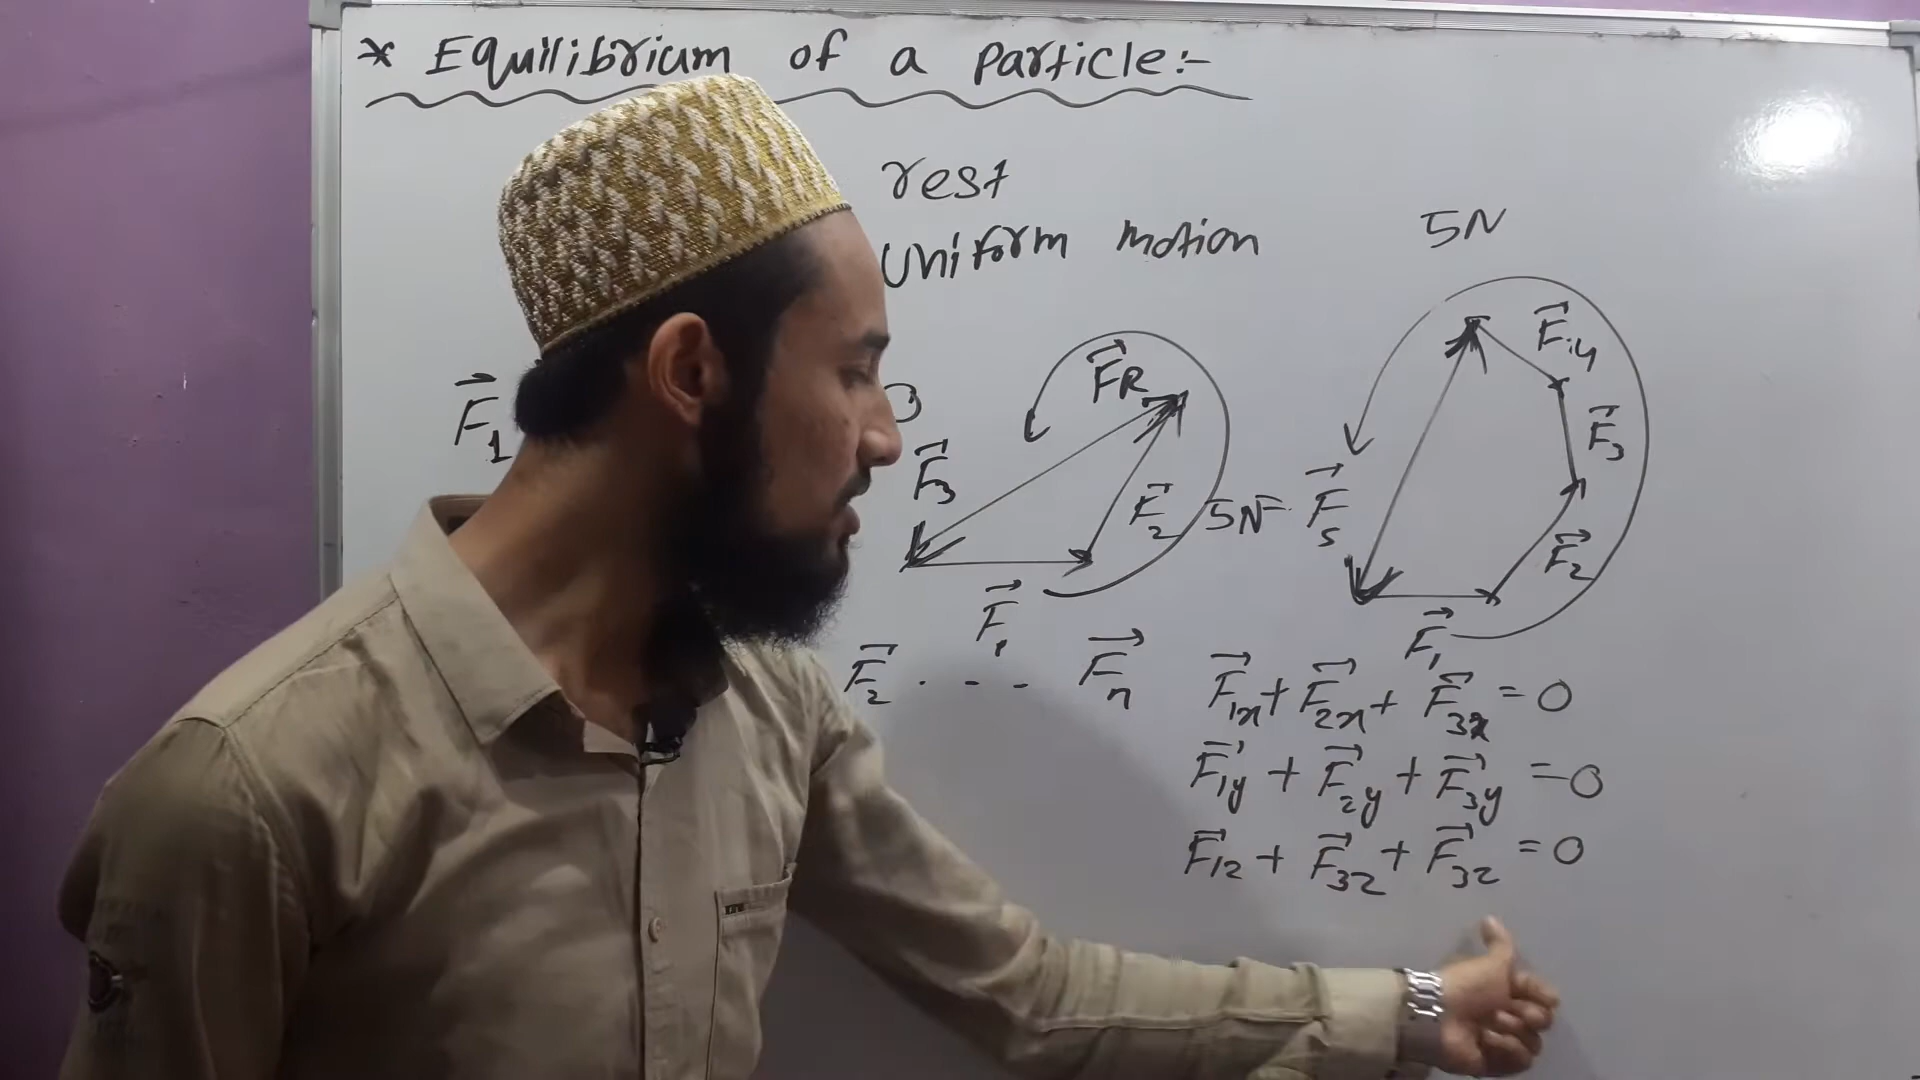 * Equilibrium of a particle:-
rest
Uniform motion
5N
F⃗1
F⃗3
F⃗R
F⃗2
F⃗1
5N
F⃗5
F⃗4
F⃗3
F⃗2
F⃗1
F⃗2 . - - - F⃗n
F⃗1x + F⃗2x + F⃗3x = 0
F⃗1y + F⃗2y + F⃗3y = 0
F⃗1z + F⃗3z + F⃗3z = 0